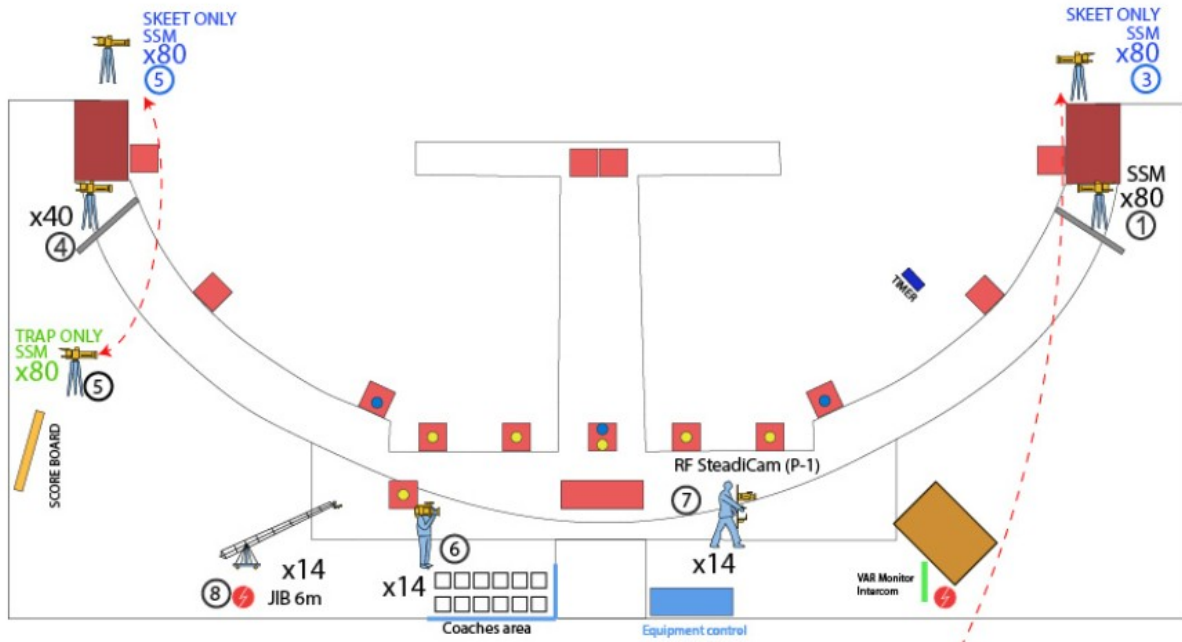 SKEET ONLY
SSM
x80
5
SKEET ONLY
SSM
x80
3
x40
4
SSM
x80
1
TIMER
TRAP ONLY
SSM
x80
5
SCORE BOARD
RF SteadiCam (P-1)
7
x14
6
x14
x14
8
JIB 6m
Coaches area
Equipment control
VAR Monitor
Intercom